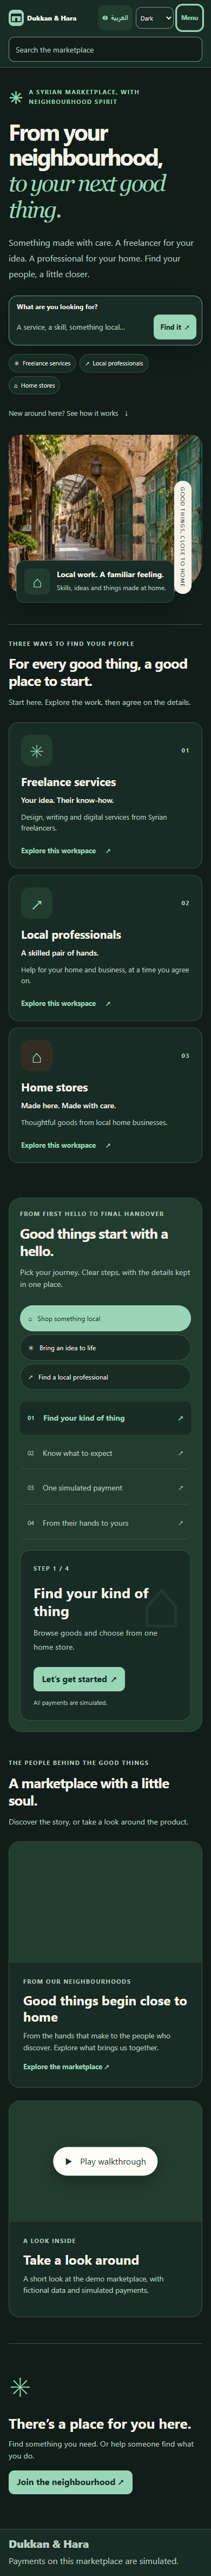 Dukkan & Hara
العربية
Dark
Menu
Search the marketplace
A SYRIAN MARKETPLACE, WITH
NEIGHBOURHOOD SPIRIT
From your
neighbourhood,
to your next good
thing.
Something made with care. A freelancer for your
idea. A professional for your home. Find your
people, a little closer.
What are you looking for?
A service, a skill, something local...
Find it ↗
Freelance services
↗ Local professionals
⌂ Home stores
New around here? See how it works ↓
GOOD THINGS, CLOSE TO HOME
Local work. A familiar feeling.
Skills, ideas and things made at home.
THREE WAYS TO FIND YOUR PEOPLE
For every good thing, a good
place to start.
Start here. Explore the work, then agree on the details.
01
Freelance services
Your idea. Their know-how.
Design, writing and digital services from Syrian
freelancers.
Explore this workspace ↗
02
Local professionals
A skilled pair of hands.
Help for your home and business, at a time you agree
on.
Explore this workspace ↗
03
Home stores
Made here. Made with care.
Thoughtful goods from local home businesses.
Explore this workspace ↗
FROM FIRST HELLO TO FINAL HANDOVER
Good things start with a
hello.
Pick your journey. Clear steps, with the details kept
in one place.
⌂ Shop something local
✳ Bring an idea to life
↗ Find a local professional
01 Find your kind of thing ↗
02 Know what to expect ↗
03 One simulated payment ↗
04 From their hands to yours ↗
STEP 1 / 4
Find your kind of
thing
Browse goods and choose from one
home store.
Let's get started ↗
All payments are simulated.
THE PEOPLE BEHIND THE GOOD THINGS
A marketplace with a little
soul.
Discover the story, or take a look around the product.
FROM OUR NEIGHBOURHOODS
Good things begin close to
home
From the hands that make to the people who
discover. Explore what brings us together.
Explore the marketplace ↗
▶ Play walkthrough
A LOOK INSIDE
Take a look around
A short look at the demo marketplace, with
fictional data and simulated payments.
There's a place for you here.
Find something you need. Or help someone find what
you do.
Join the neighbourhood ↗
Dukkan & Hara
Payments on this marketplace are simulated.